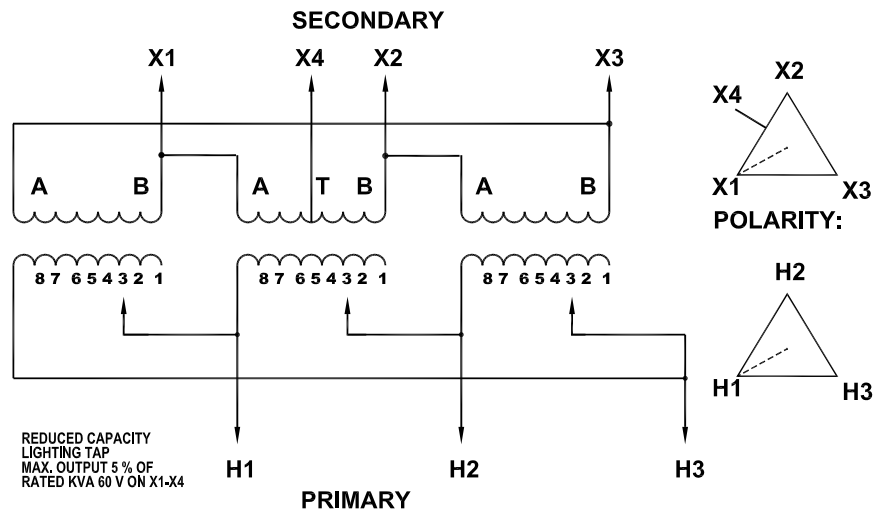 SECONDARY
X1 X4 X2 X3
A B A T B A B
8 7 6 5 4 3 2 1 8 7 6 5 4 3 2 1 8 7 6 5 4 3 2 1
H1 H2 H3
PRIMARY
REDUCED CAPACITY
LIGHTING TAP
MAX. OUTPUT 5 % OF
RATED KVA 60 V ON X1-X4
X2
X4
X1 X3
POLARITY:
H2
H1 H3